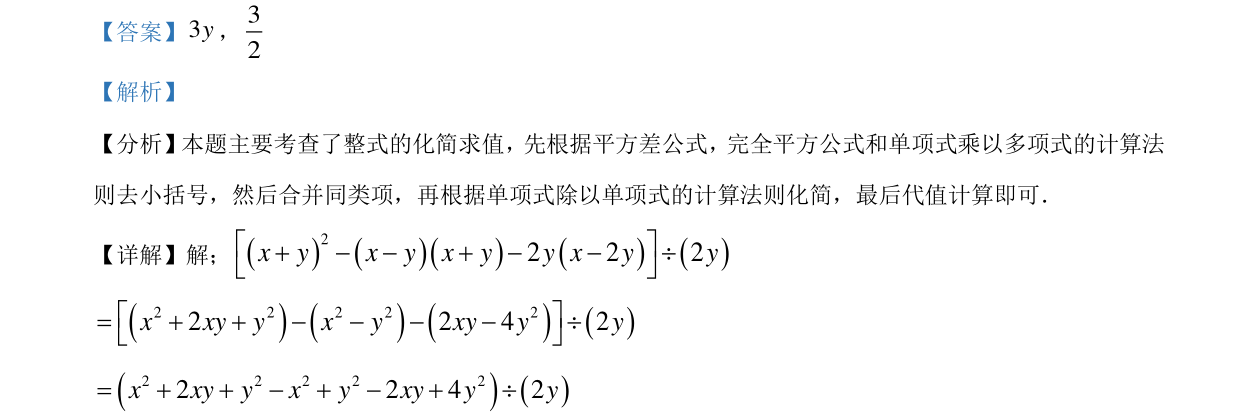 【答案】3y，3/2
【解析】
【分析】本题主要考查了整式的化简求值，先根据平方差公式，完全平方公式和单项式乘以多项式的计算法
则去小括号，然后合并同类项，再根据单项式除以单项式的计算法则化简，最后代值计算即可．
【详解】解；[(x+y)²−(x−y)(x+y)−2y(x−2y)]÷(2y)
=[(x²+2xy+y²)−(x²−y²)−(2xy−4y²)]÷(2y)
=(x²+2xy+y²−x²+y²−2xy+4y²)÷(2y)